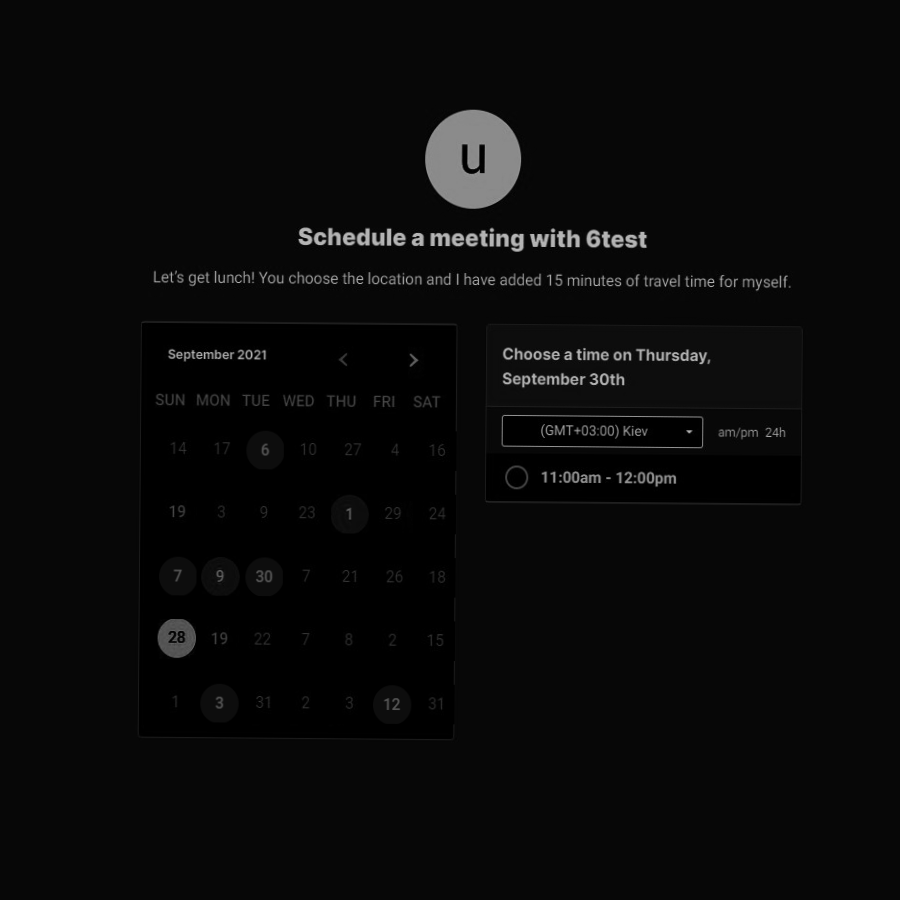 u
Schedule a meeting with 6test
Let's get lunch! You choose the location and I have added 15 minutes of travel time for myself.
September 2021
SUN MON TUE WED THU FRI SAT
14 17 6 10 27 4 16
19 3 9 23 1 29 24
7 9 30 7 21 26 18
28 19 22 7 8 2 15
1 3 31 2 3 12 31
Choose a time on Thursday,
September 30th
(GMT+03:00) Kiev am/pm 24h
11:00am - 12:00pm